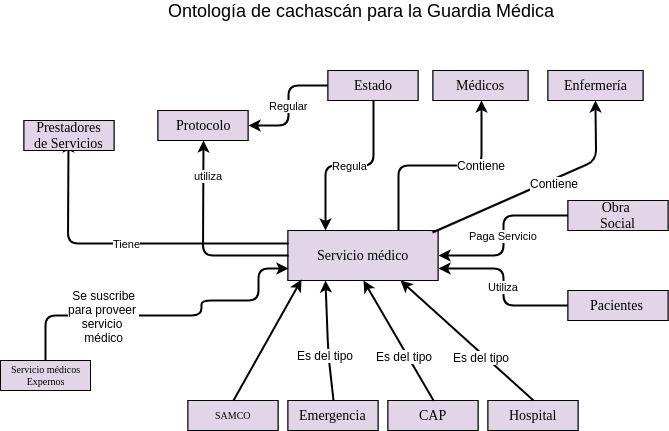 Ontología de cachascán para la Guardia Médica
Estado
Médicos
Enfermería
Regular
Protocolo
Prestadores
de Servicios
utiliza
Regula
Contiene
Contiene
Obra
Social
Tiene
Servicio médico
Paga Servicio
Utiliza
Pacientes
Se suscribe
para proveer
servicio
médico
Servicio médicos
Expernos
Es del tipo
Es del tipo
Es del tipo
SAMCO
Emergencia
CAP
Hospital